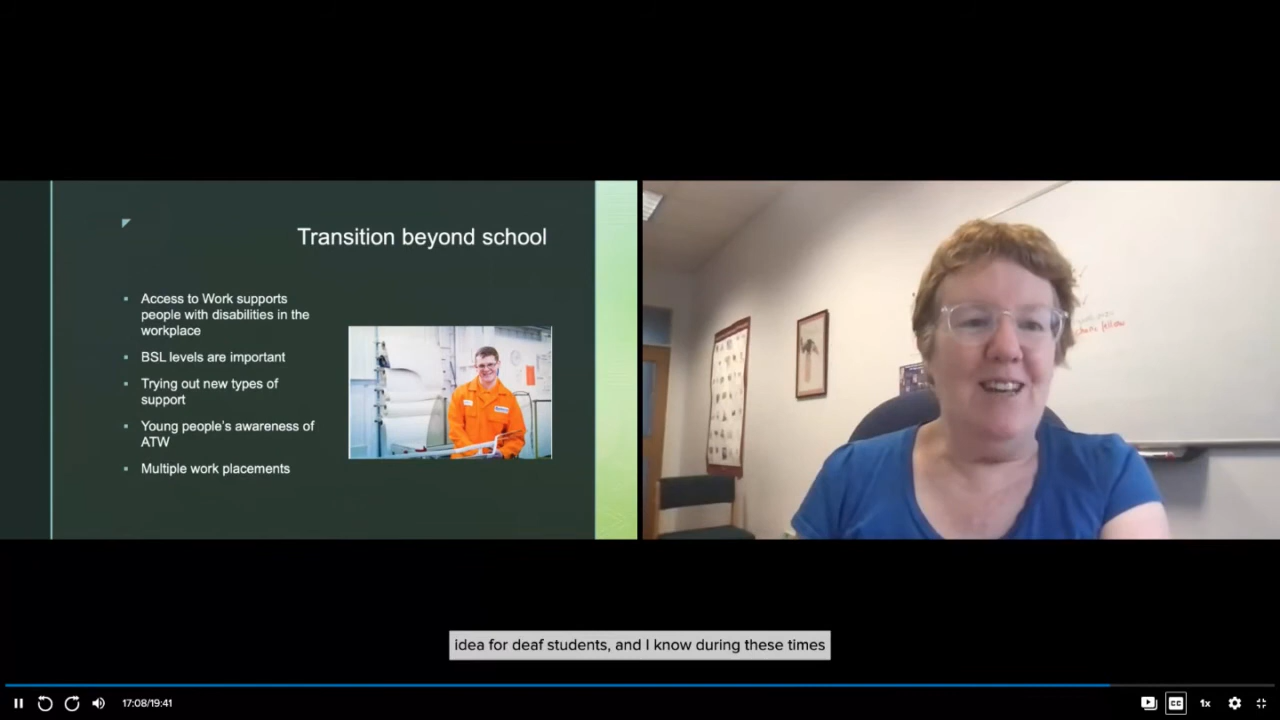 Transition beyond school
Access to Work supports
people with disabilities in the
workplace
BSL levels are important
Trying out new types of
support
Young people's awareness of
ATW
Multiple work placements
idea for deaf students, and I know during these times
17:08/19:41
CC
1x